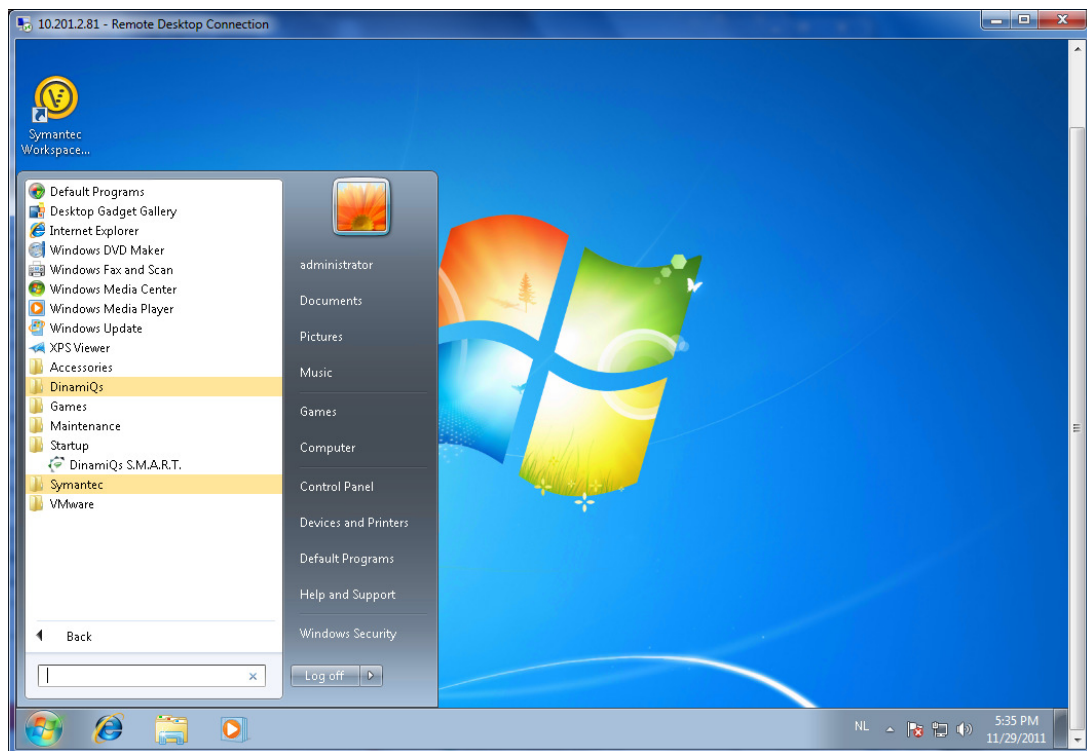 10.201.2.81 - Remote Desktop Connection
Symantec
Workspace...
Default Programs
Desktop Gadget Gallery
Internet Explorer
Windows DVD Maker
Windows Fax and Scan
Windows Media Center
Windows Media Player
Windows Update
XPS Viewer
Accessories
DinamiQs
Games
Maintenance
Startup
DinamiQs S.M.A.R.T.
Symantec
VMware
Back
administrator
Documents
Pictures
Music
Games
Computer
Control Panel
Devices and Printers
Default Programs
Help and Support
Windows Security
Log off
NL
5:35 PM
11/29/2011